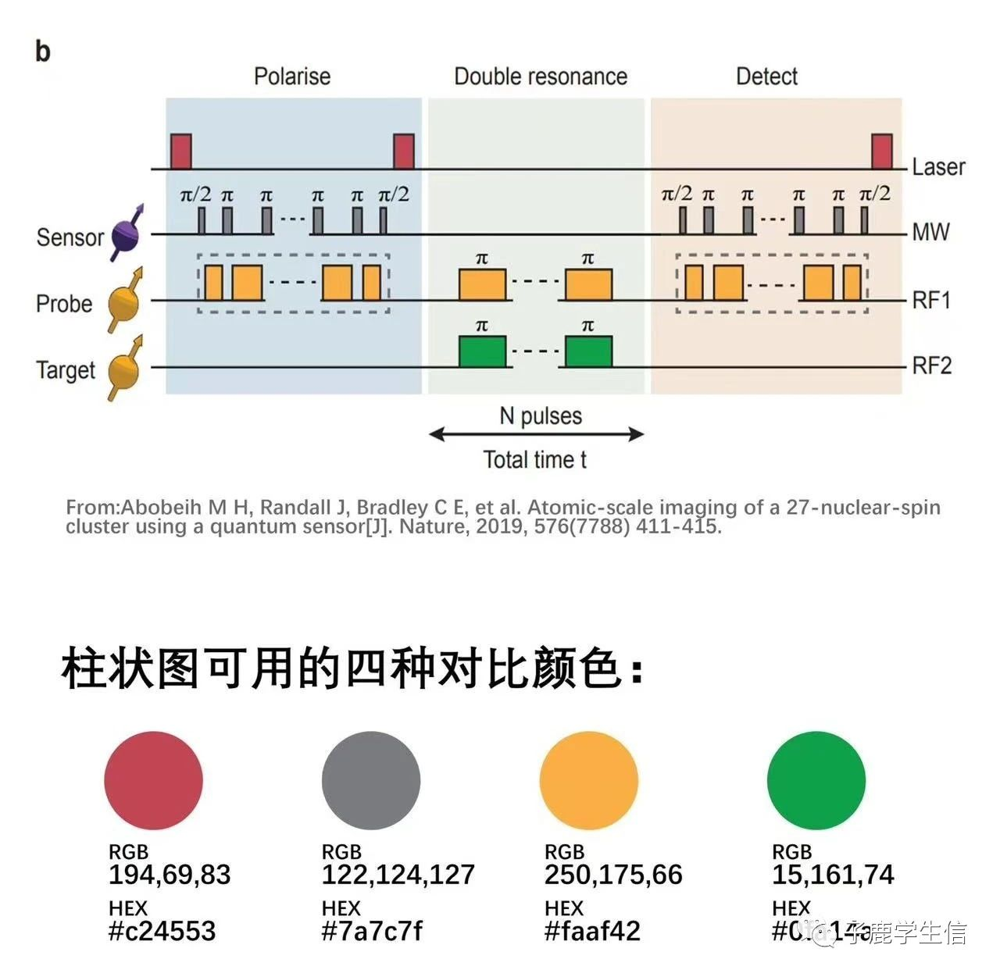 b
Polarise Double resonance Detect
Laser
π/2 π π π π π/2 π/2 π π π π π/2
Sensor MW
π π
Probe RF1
π π
Target RF2
N pulses
Total time t
From:Abobeih M H, Randall J, Bradley C E, et al. Atomic-scale imaging of a 27-nuclear-spin
cluster using a quantum sensor[J]. Nature, 2019, 576(7788) 411-415.
柱状图可用的四种对比颜色:
RGB RGB RGB RGB
194,69,83 122,124,127 250,175,66 15,161,74
HEX HEX HEX HEX
#c24553 #7a7c7f #faaf42
子鹿学生信